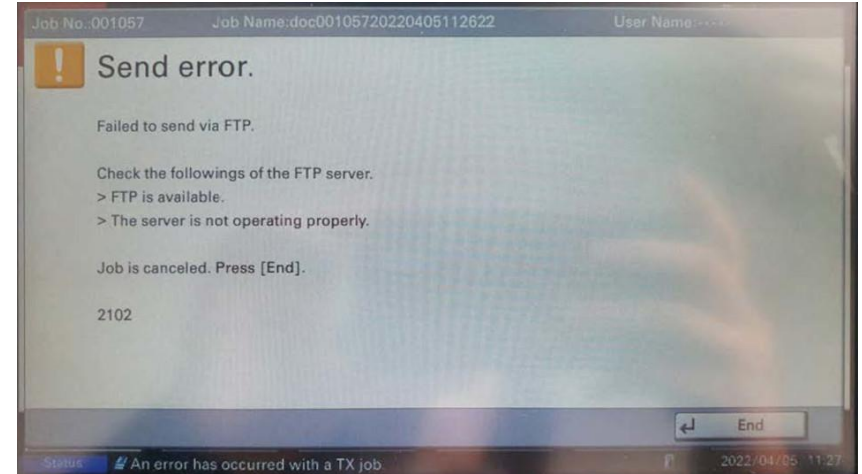 Job No.:001057 Job Name:doc00105720220405112622 User Name:-----
Send error.
Failed to send via FTP.
Check the followings of the FTP server.
> FTP is available.
> The server is not operating properly.
Job is canceled. Press [End].
2102
End
Status An error has occurred with a TX job 2022/04/05 11:27